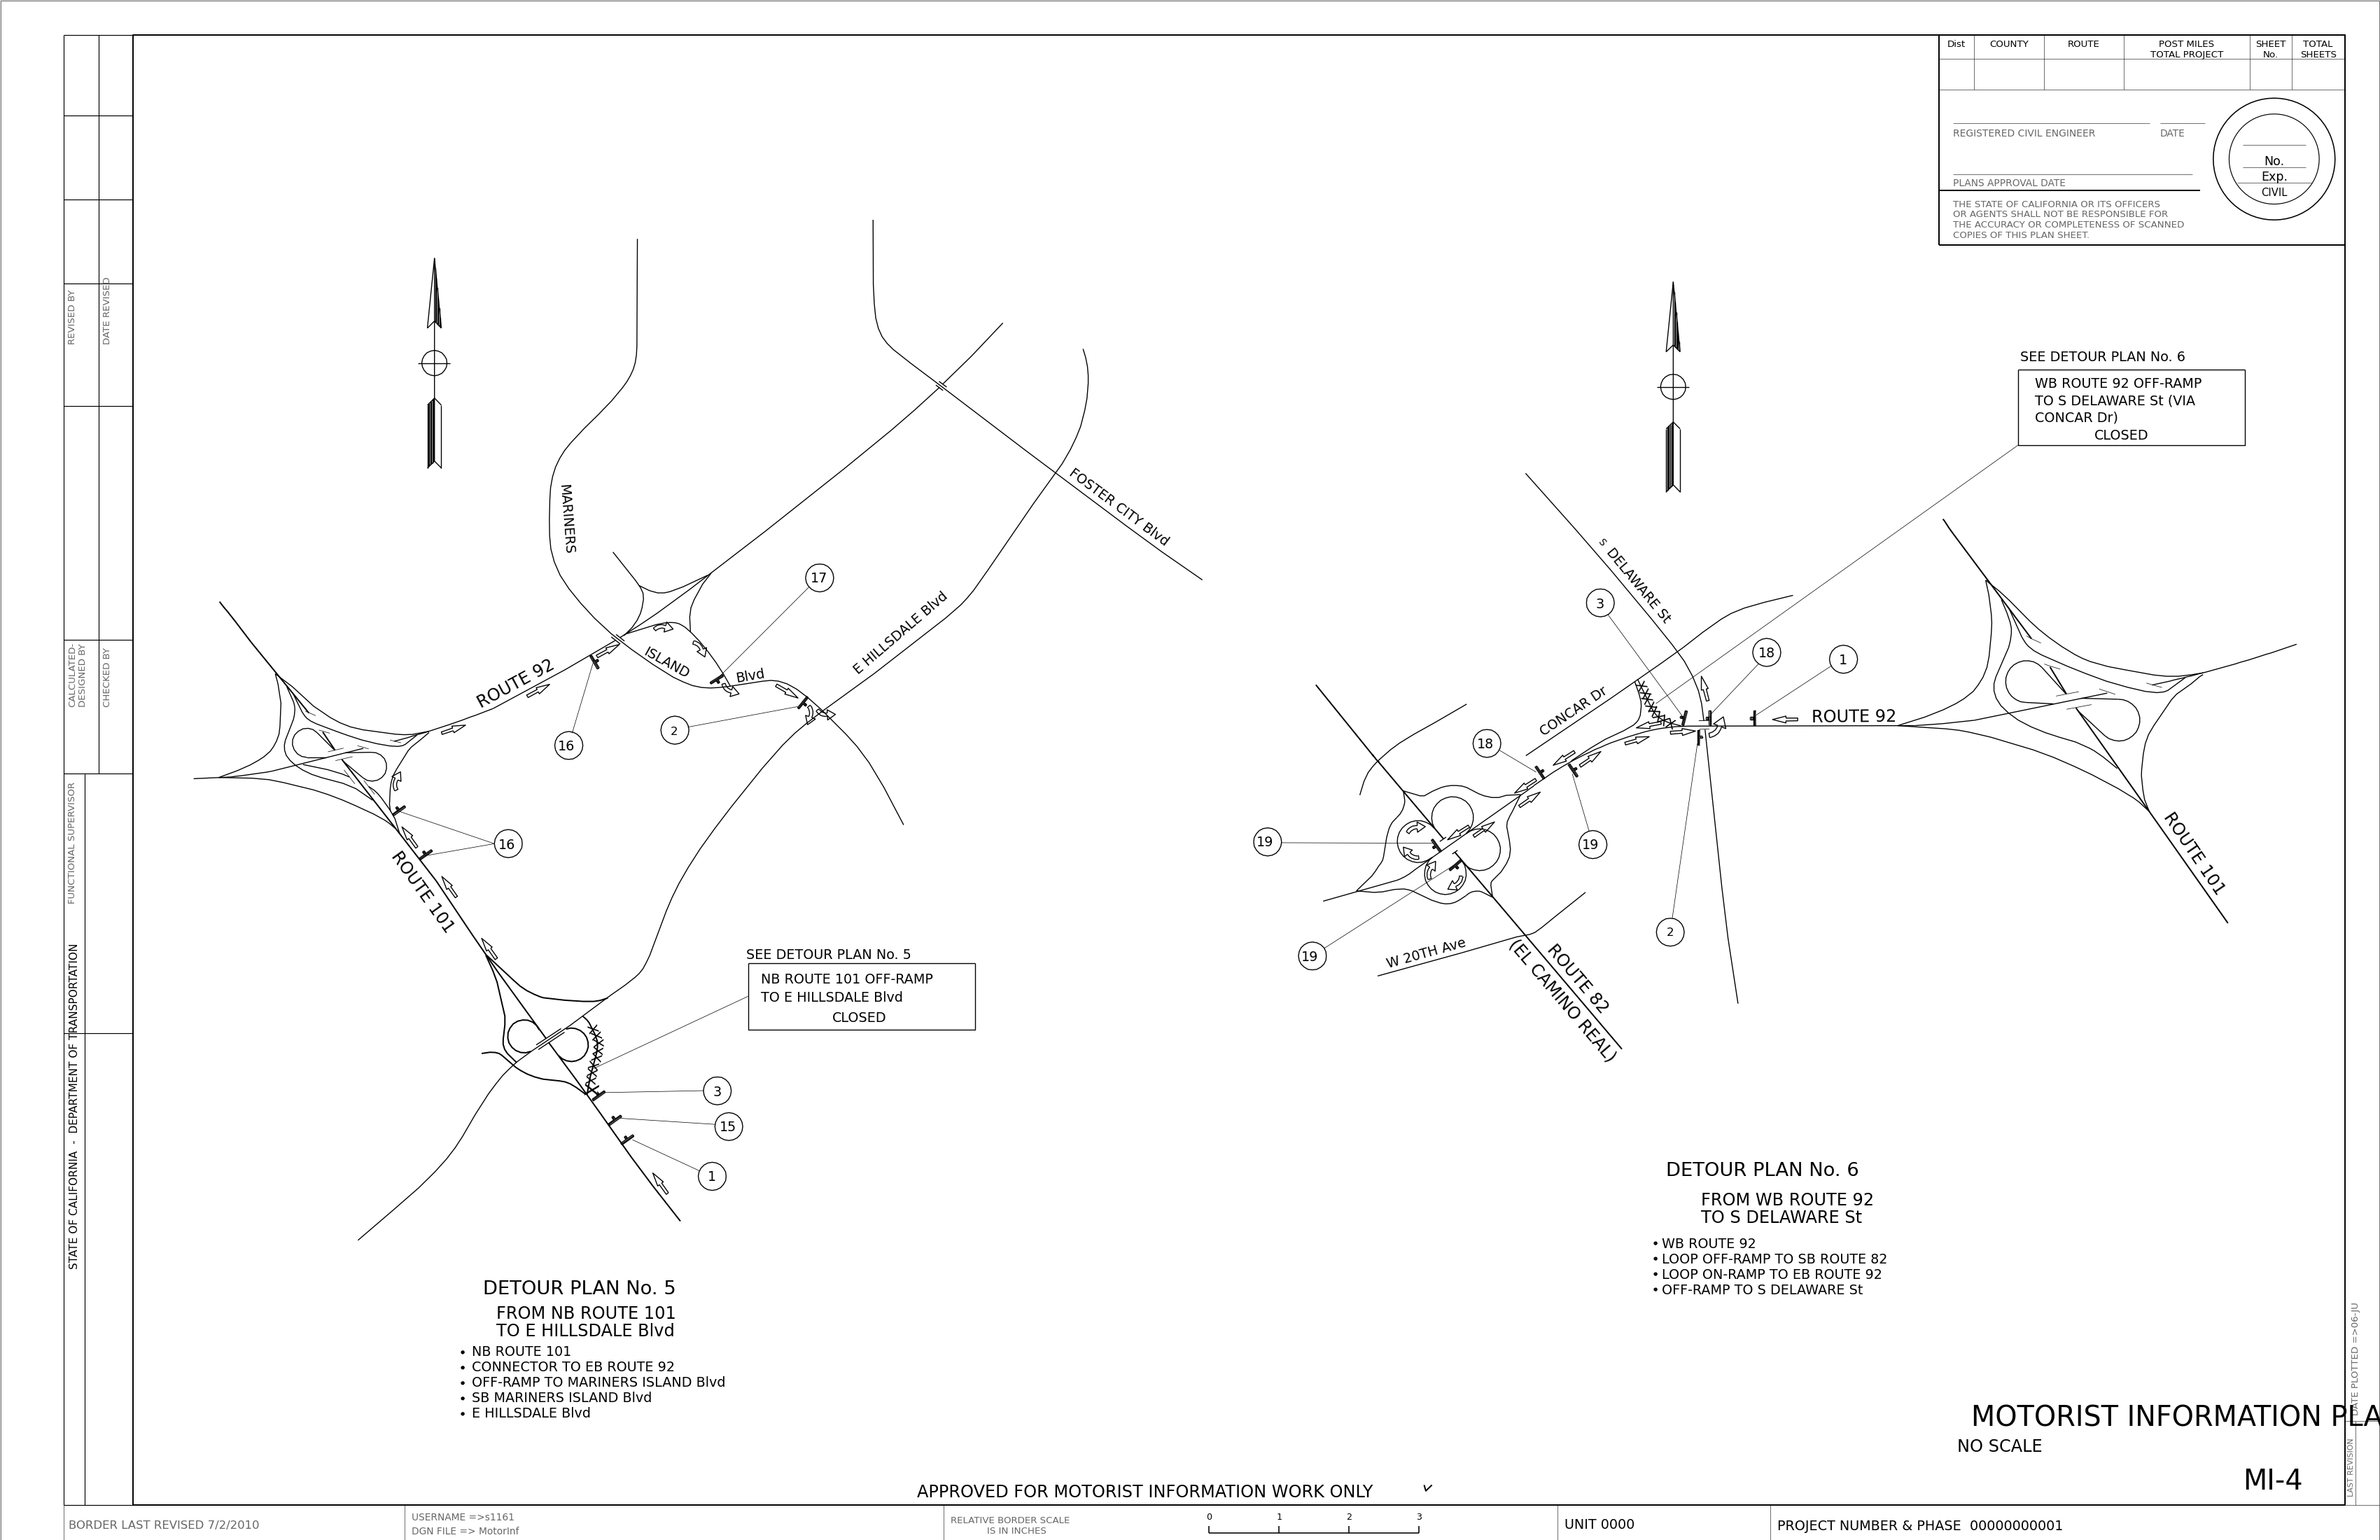 Dist
COUNTY
ROUTE
POST MILES
TOTAL PROJECT
SHEET
No.
TOTAL
SHEETS
REGISTERED CIVIL ENGINEER
DATE
PLANS APPROVAL DATE
No.
Exp.
CIVIL
THE STATE OF CALIFORNIA OR ITS OFFICERS
OR AGENTS SHALL NOT BE RESPONSIBLE FOR
THE ACCURACY OR COMPLETENESS OF SCANNED
COPIES OF THIS PLAN SHEET.
REVISED BY
DATE REVISED
CALCULATED-
DESIGNED BY
CHECKED BY
FUNCTIONAL SUPERVISOR
STATE OF CALIFORNIA - DEPARTMENT OF TRANSPORTATION
MARINERS
ISLAND
Blvd
FOSTER CITY Blvd
E HILLSDALE Blvd
ROUTE 92
ROUTE 101
17
2
16
16
SEE DETOUR PLAN No. 5
NB ROUTE 101 OFF-RAMP
TO E HILLSDALE Blvd
CLOSED
3
15
1
DETOUR PLAN No. 5
FROM NB ROUTE 101
TO E HILLSDALE Blvd
• NB ROUTE 101
• CONNECTOR TO EB ROUTE 92
• OFF-RAMP TO MARINERS ISLAND Blvd
• SB MARINERS ISLAND Blvd
• E HILLSDALE Blvd
SEE DETOUR PLAN No. 6
WB ROUTE 92 OFF-RAMP
TO S DELAWARE St (VIA
CONCAR Dr)
CLOSED
S DELAWARE St
3
18
1
CONCAR Dr
ROUTE 92
18
19
19
2
19
W 20TH Ave
ROUTE 82
(EL CAMINO REAL)
ROUTE 101
DETOUR PLAN No. 6
FROM WB ROUTE 92
TO S DELAWARE St
• WB ROUTE 92
• LOOP OFF-RAMP TO SB ROUTE 82
• LOOP ON-RAMP TO EB ROUTE 92
• OFF-RAMP TO S DELAWARE St
MOTORIST INFORMATION PLA
NO SCALE
MI-4
APPROVED FOR MOTORIST INFORMATION WORK ONLY
DATE PLOTTED =>06-JU
LAST REVISION
BORDER LAST REVISED 7/2/2010
USERNAME =>s1161
DGN FILE => MotorInf
RELATIVE BORDER SCALE
IS IN INCHES
0 1 2 3
UNIT 0000
PROJECT NUMBER & PHASE 00000000001